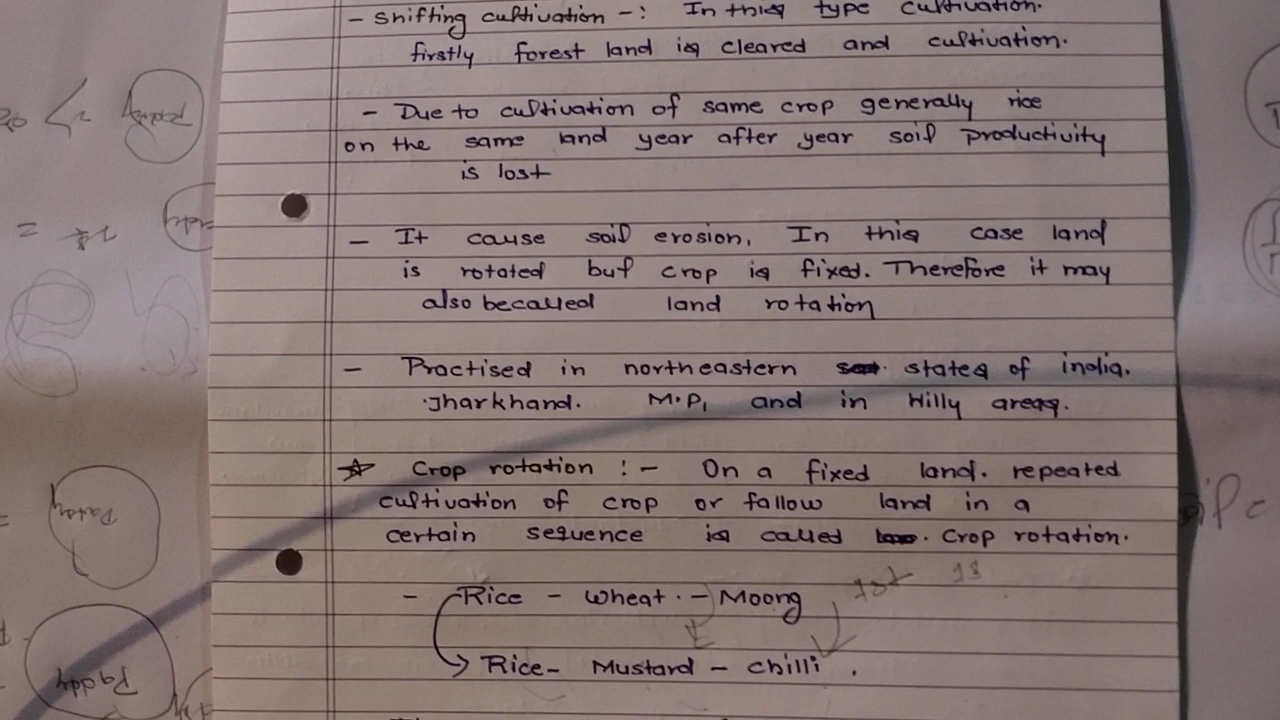 - Shifting cultivation -: In this type cultivation.
firstly forest land is cleared and cultivation.
- Due to cultivation of same crop generally rice
on the same land year after year soil productivity
is lost
- It cause soil erosion, In this case land
is rotated but crop is fixed. Therefore it may
also becalled land rotation
- Practised in northeastern states of india.
Jharkhand. M.P, and in Hilly areas.
☆ Crop rotation :- On a fixed land. repeated
cultivation of crop or fallow land in a
certain sequence is called Crop rotation.
- Rice - Wheat - Moong
Rice - Mustard - Chilli .
Paddy
Paddy
Paddy